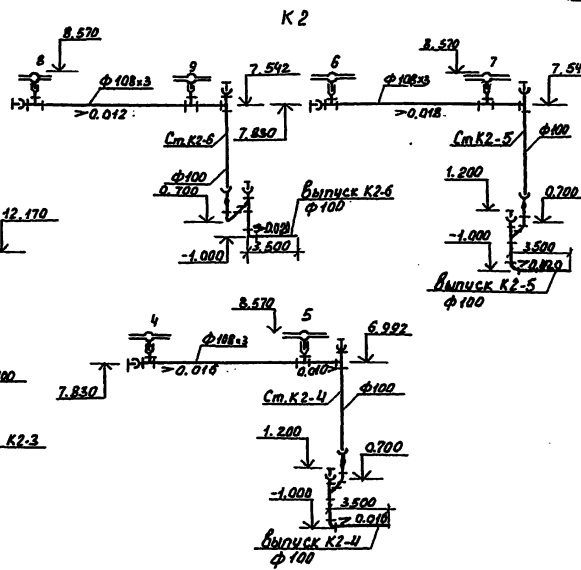 К2
8
8.570
9
ф108х3
>0.012
7.542
Ст К2-6
7.830
ф100
0.700
Выпуск К2-6
ф100
-1.000
3.500
6
8.570
7
ф108х3
>0.018
7.54
Ст К2-5
ф100
1.200
0.700
-1.000
3.500
>0.020
Выпуск К2-5
ф100
12.170
К2-3
4
8.570
5
ф108х3
>0.016
0.010>
6.992
7.830
Ст. К2-4
ф100
1.200
0.700
-1.000
3.500
>0.010
Выпуск К2-4
ф100